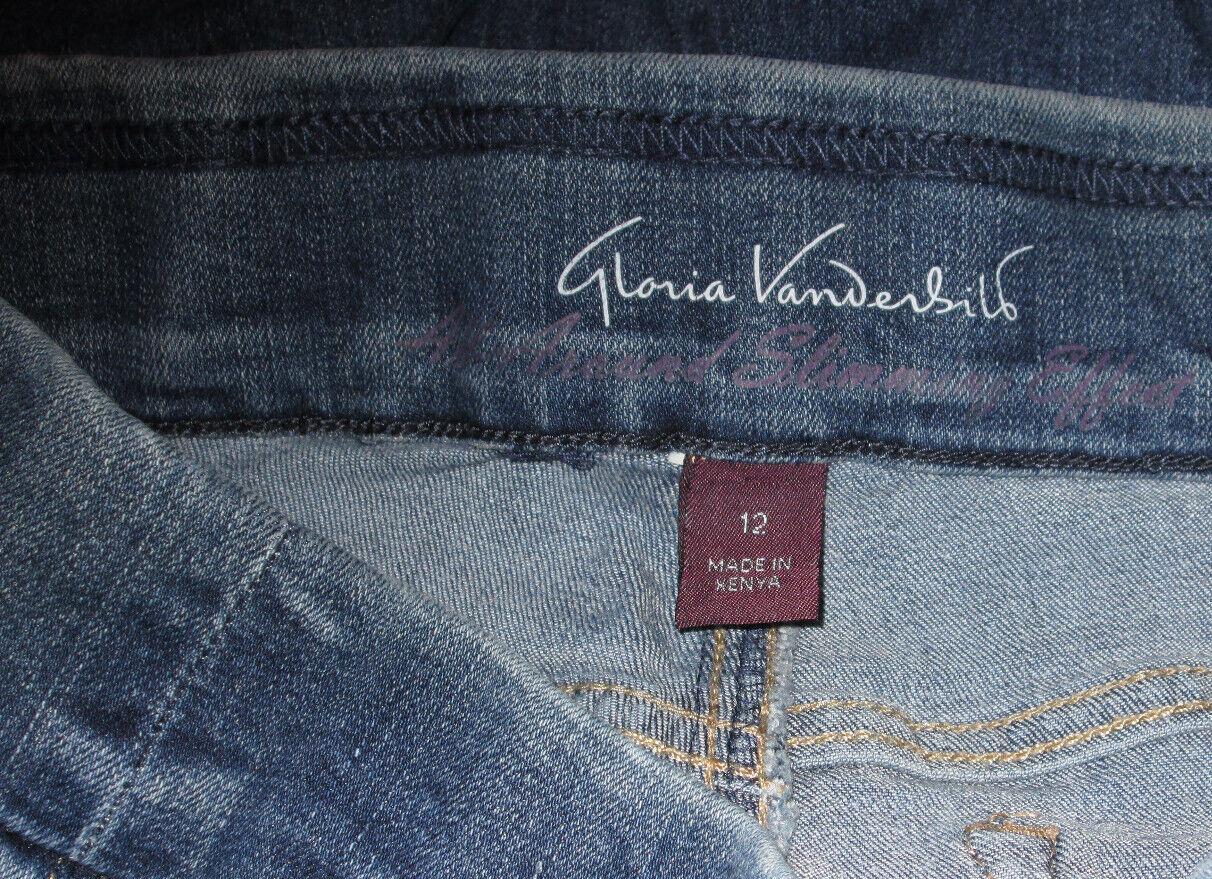 Gloria Vanderbilt
All Around Slimming Effect
12
MADE IN
KENYA